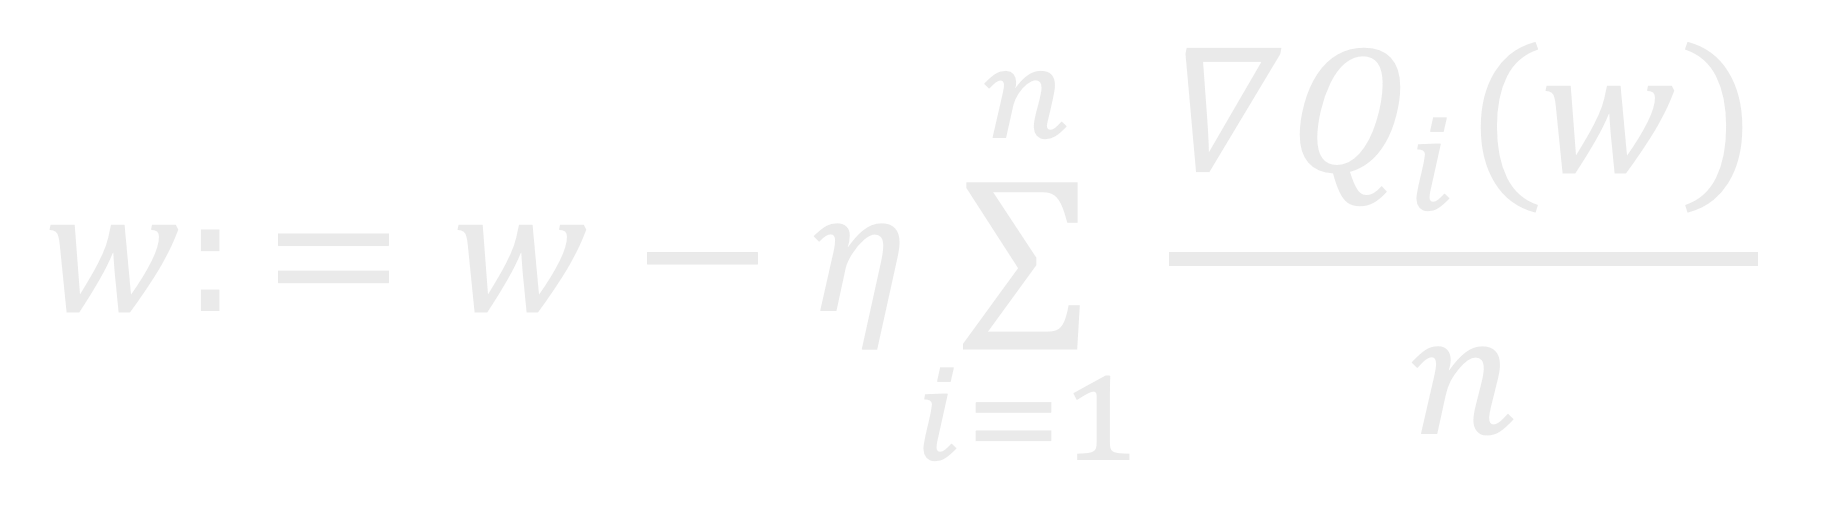 w := w − η ∑_{i=1}^{n} ∇Q_i(w) / n